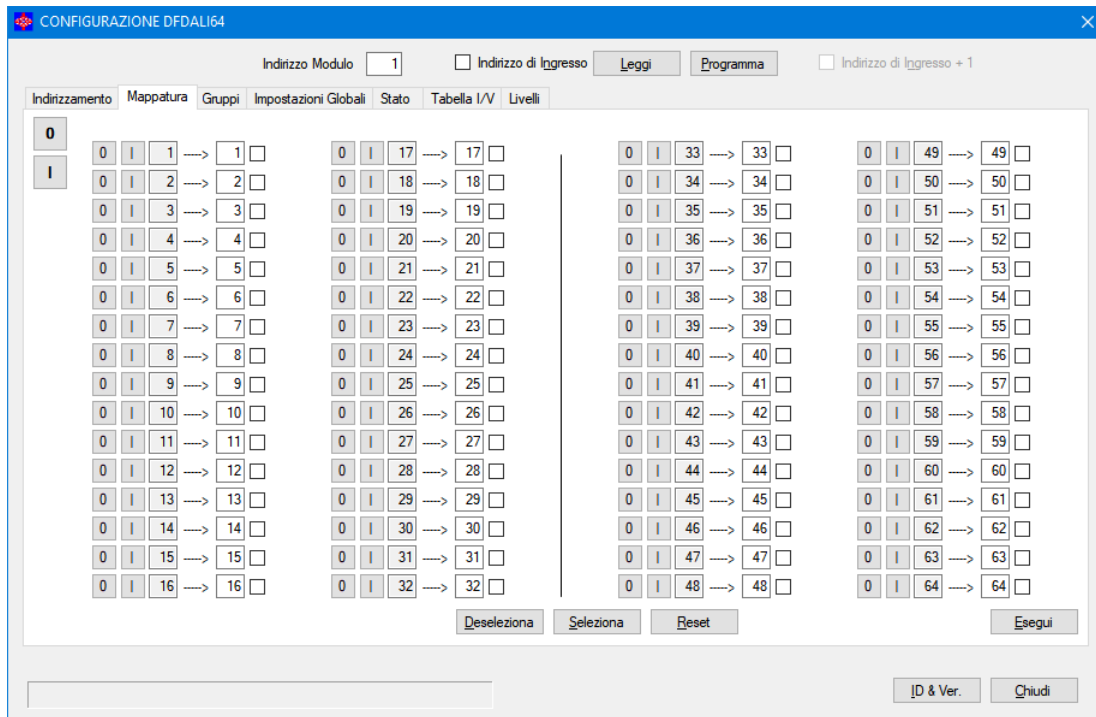 CONFIGURAZIONE DFDALI64
Indirizzo Modulo 1 Indirizzo di Ingresso Leggi Programma Indirizzo di Ingresso + 1
Indirizzamento Mappatura Gruppi Impostazioni Globali Stato Tabella I/V Livelli
0
I
0 I 1 ----> 1 0 I 17 ----> 17 0 I 33 ----> 33 0 I 49 ----> 49
0 I 2 ----> 2 0 I 18 ----> 18 0 I 34 ----> 34 0 I 50 ----> 50
0 I 3 ----> 3 0 I 19 ----> 19 0 I 35 ----> 35 0 I 51 ----> 51
0 I 4 ----> 4 0 I 20 ----> 20 0 I 36 ----> 36 0 I 52 ----> 52
0 I 5 ----> 5 0 I 21 ----> 21 0 I 37 ----> 37 0 I 53 ----> 53
0 I 6 ----> 6 0 I 22 ----> 22 0 I 38 ----> 38 0 I 54 ----> 54
0 I 7 ----> 7 0 I 23 ----> 23 0 I 39 ----> 39 0 I 55 ----> 55
0 I 8 ----> 8 0 I 24 ----> 24 0 I 40 ----> 40 0 I 56 ----> 56
0 I 9 ----> 9 0 I 25 ----> 25 0 I 41 ----> 41 0 I 57 ----> 57
0 I 10 ----> 10 0 I 26 ----> 26 0 I 42 ----> 42 0 I 58 ----> 58
0 I 11 ----> 11 0 I 27 ----> 27 0 I 43 ----> 43 0 I 59 ----> 59
0 I 12 ----> 12 0 I 28 ----> 28 0 I 44 ----> 44 0 I 60 ----> 60
0 I 13 ----> 13 0 I 29 ----> 29 0 I 45 ----> 45 0 I 61 ----> 61
0 I 14 ----> 14 0 I 30 ----> 30 0 I 46 ----> 46 0 I 62 ----> 62
0 I 15 ----> 15 0 I 31 ----> 31 0 I 47 ----> 47 0 I 63 ----> 63
0 I 16 ----> 16 0 I 32 ----> 32 0 I 48 ----> 48 0 I 64 ----> 64
Deseleziona Seleziona Reset Esegui
ID & Ver. Chiudi